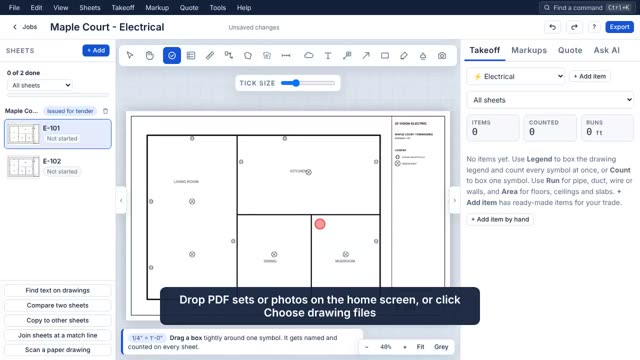 File Edit View Sheets Takeoff Markup Quote Tools Help
Find a command Ctrl+K
Jobs Maple Court - Electrical Unsaved changes
? Export
SHEETS + Add
0 of 2 done
All sheets
Maple Co... Issued for tender
E-101
Not started
E-102
Not started
Find text on drawings
Compare two sheets
Copy to other sheets
Join sheets at a match line
Scan a paper drawing
TICK SIZE
LIVING ROOM
KITCHEN
DINING
MUDROOM
LEGEND
Drop PDF sets or photos on the home screen, or click
Choose drawing files
1/4" = 1'-0" Drag a box tightly around one symbol. It gets named and
counted on every sheet.
− 40% + Fit Grey
Takeoff Markups Quote Ask AI
Electrical + Add item
All sheets
ITEMS COUNTED RUNS
0 0 0 ft
No items yet. Use Legend to box the drawing
legend and count every symbol at once, or Count
to box one symbol. Use Run for pipe, duct, wire or
walls, and Area for floors, ceilings and slabs. +
Add item has ready-made items for your trade.
+ Add item by hand